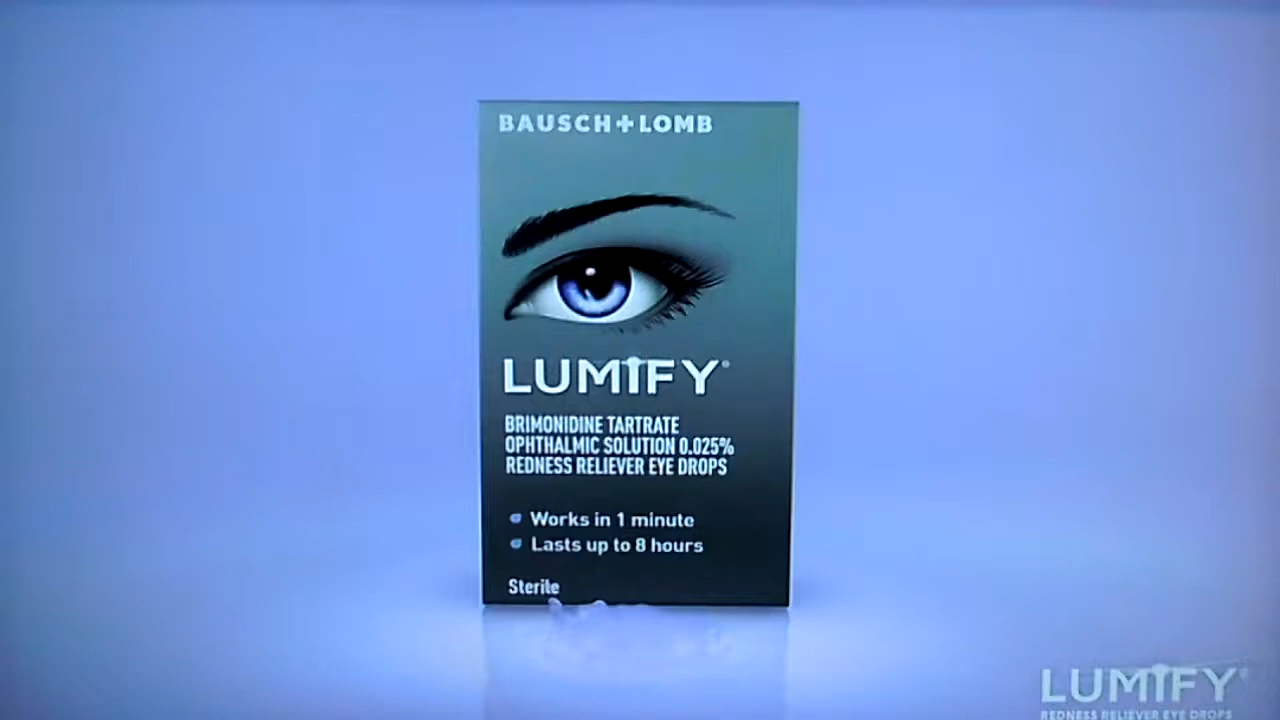 BAUSCH+LOMB
LUMIFY®
BRIMONIDINE TARTRATE
OPHTHALMIC SOLUTION 0.025%
REDNESS RELIEVER EYE DROPS
Works in 1 minute
Lasts up to 8 hours
Sterile
LUMIFY®
REDNESS RELIEVER EYE DROPS